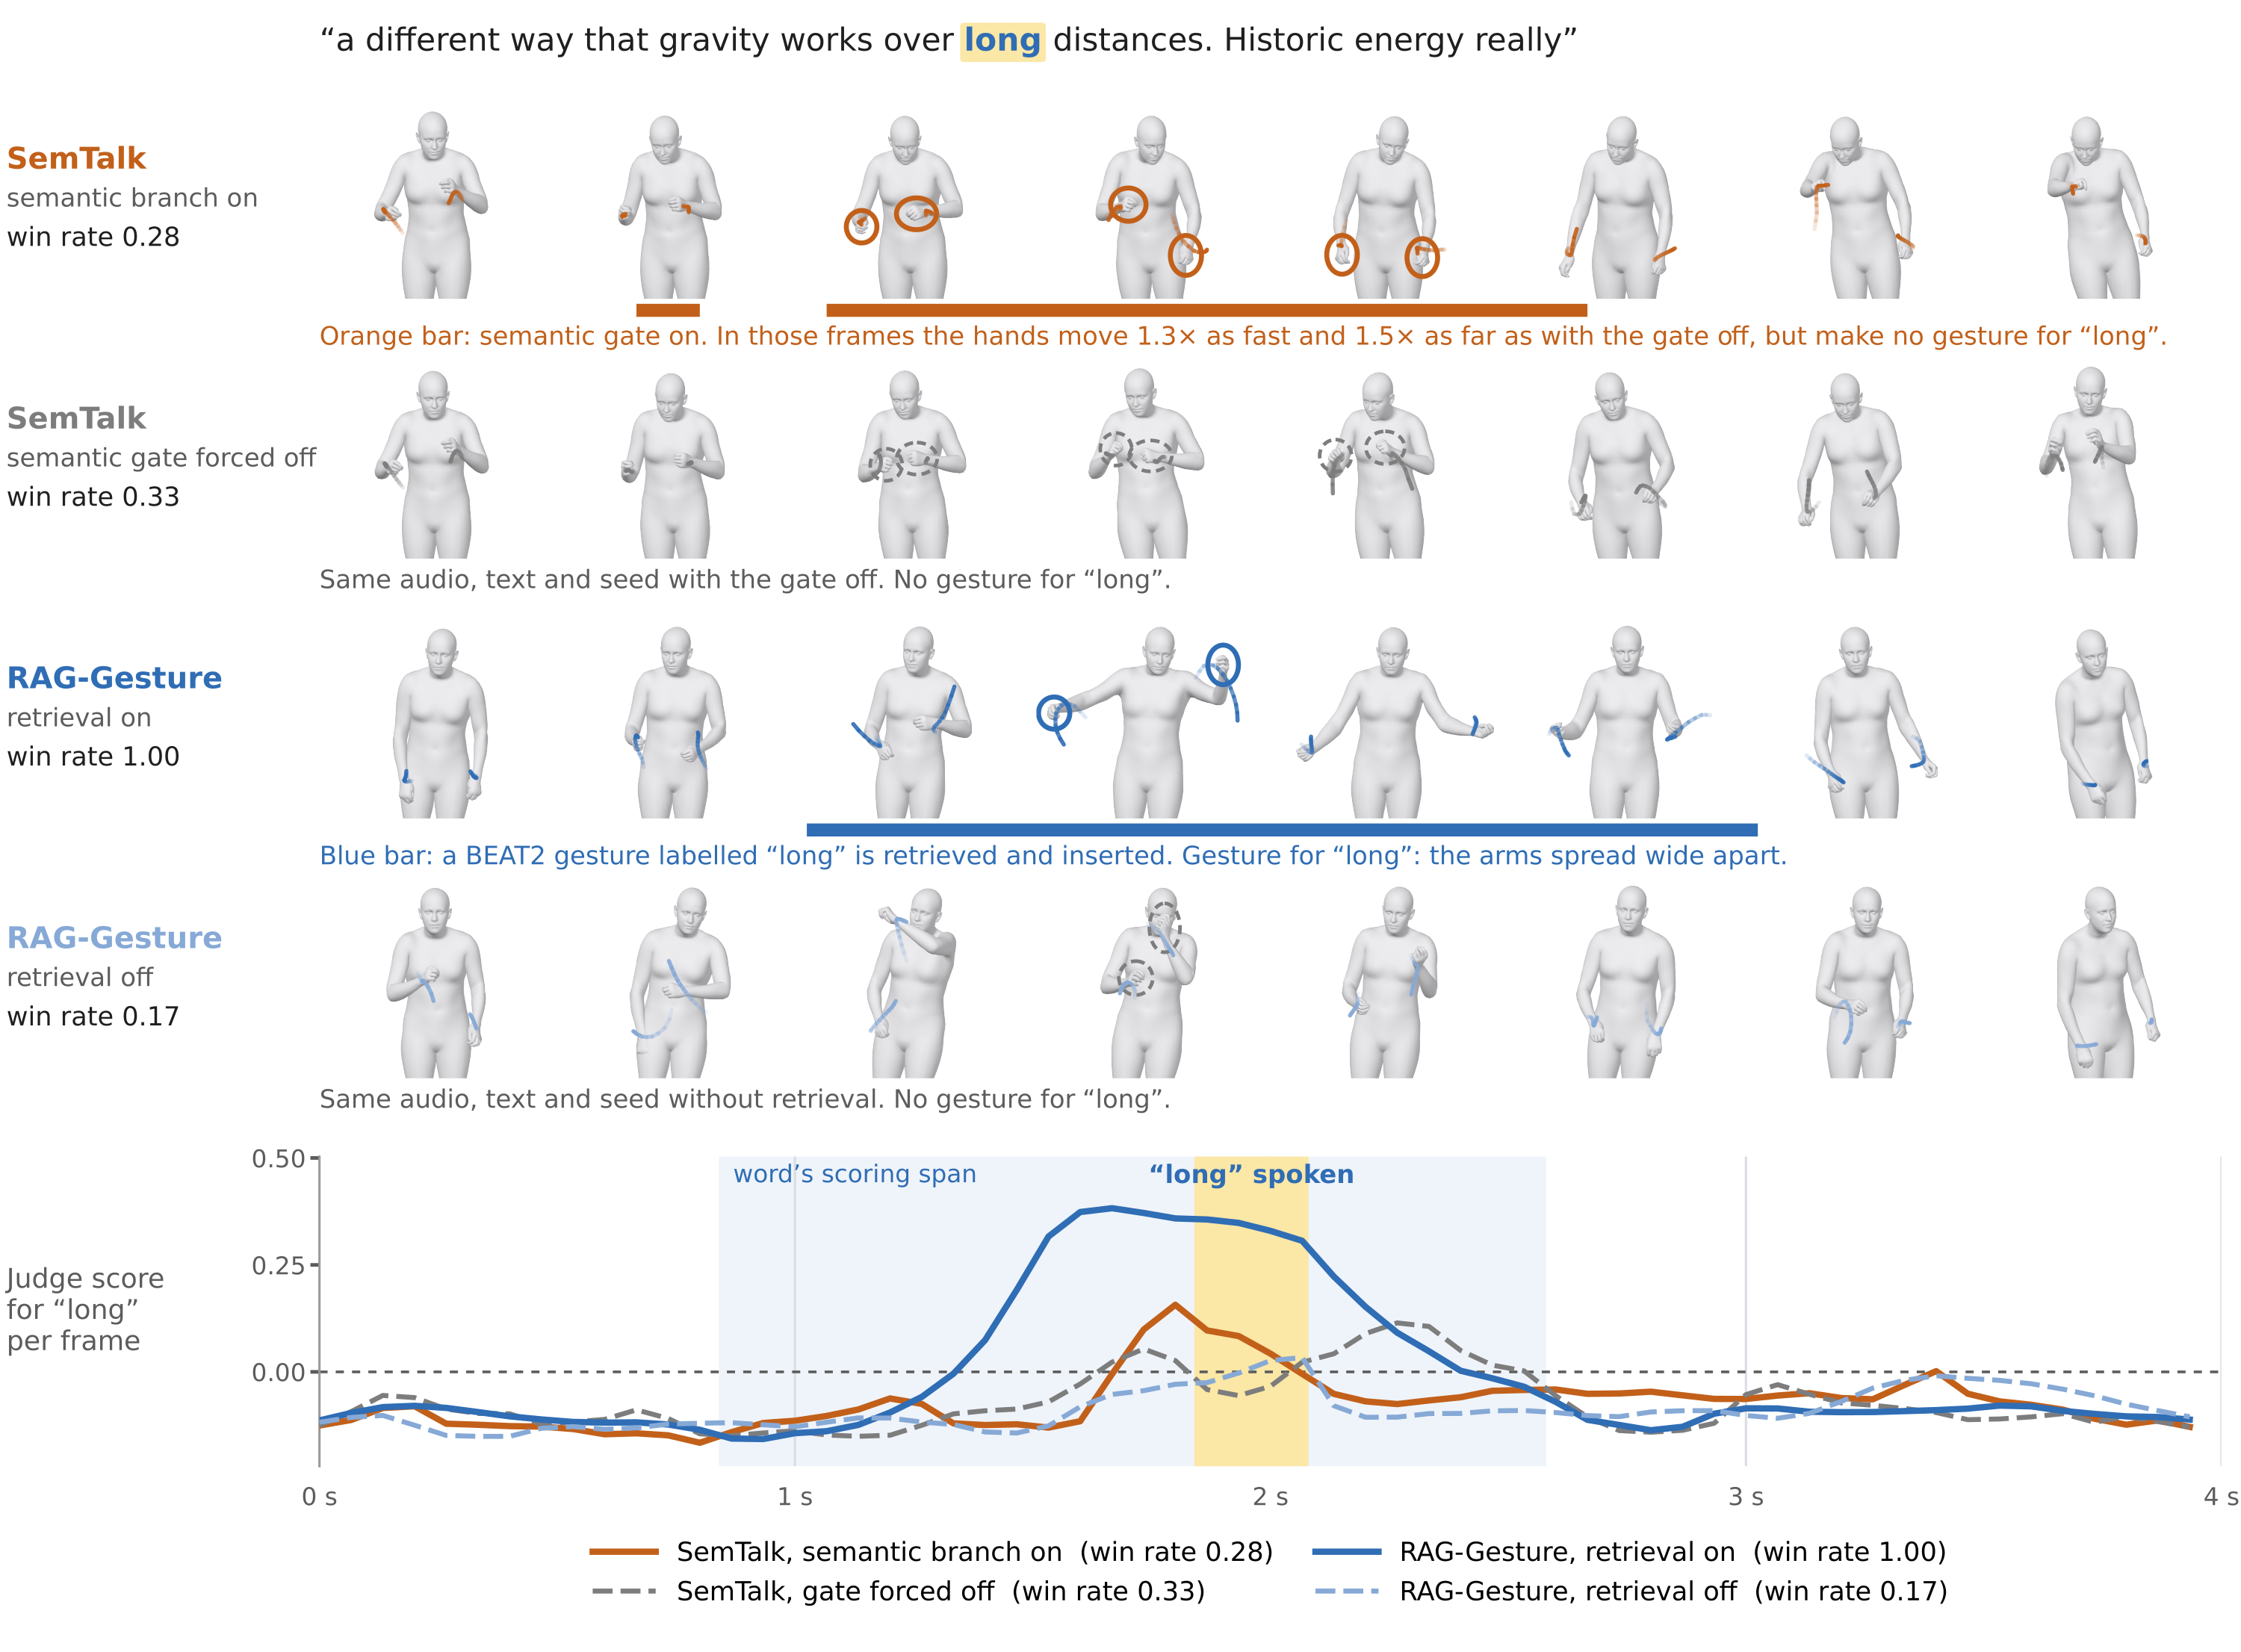 “a different way that gravity works over long distances. Historic energy really”
SemTalk
semantic branch on
win rate 0.28
Orange bar: semantic gate on. In those frames the hands move 1.3× as fast and 1.5× as far as with the gate off, but make no gesture for “long”.
SemTalk
semantic gate forced off
win rate 0.33
Same audio, text and seed with the gate off. No gesture for “long”.
RAG-Gesture
retrieval on
win rate 1.00
Blue bar: a BEAT2 gesture labelled “long” is retrieved and inserted. Gesture for “long”: the arms spread wide apart.
RAG-Gesture
retrieval off
win rate 0.17
Same audio, text and seed without retrieval. No gesture for “long”.
0.50
word’s scoring span
“long” spoken
0.25
Judge score
for “long”
per frame
0.00
0 s
1 s
2 s
3 s
4 s
SemTalk, semantic branch on (win rate 0.28)
RAG-Gesture, retrieval on (win rate 1.00)
SemTalk, gate forced off (win rate 0.33)
RAG-Gesture, retrieval off (win rate 0.17)